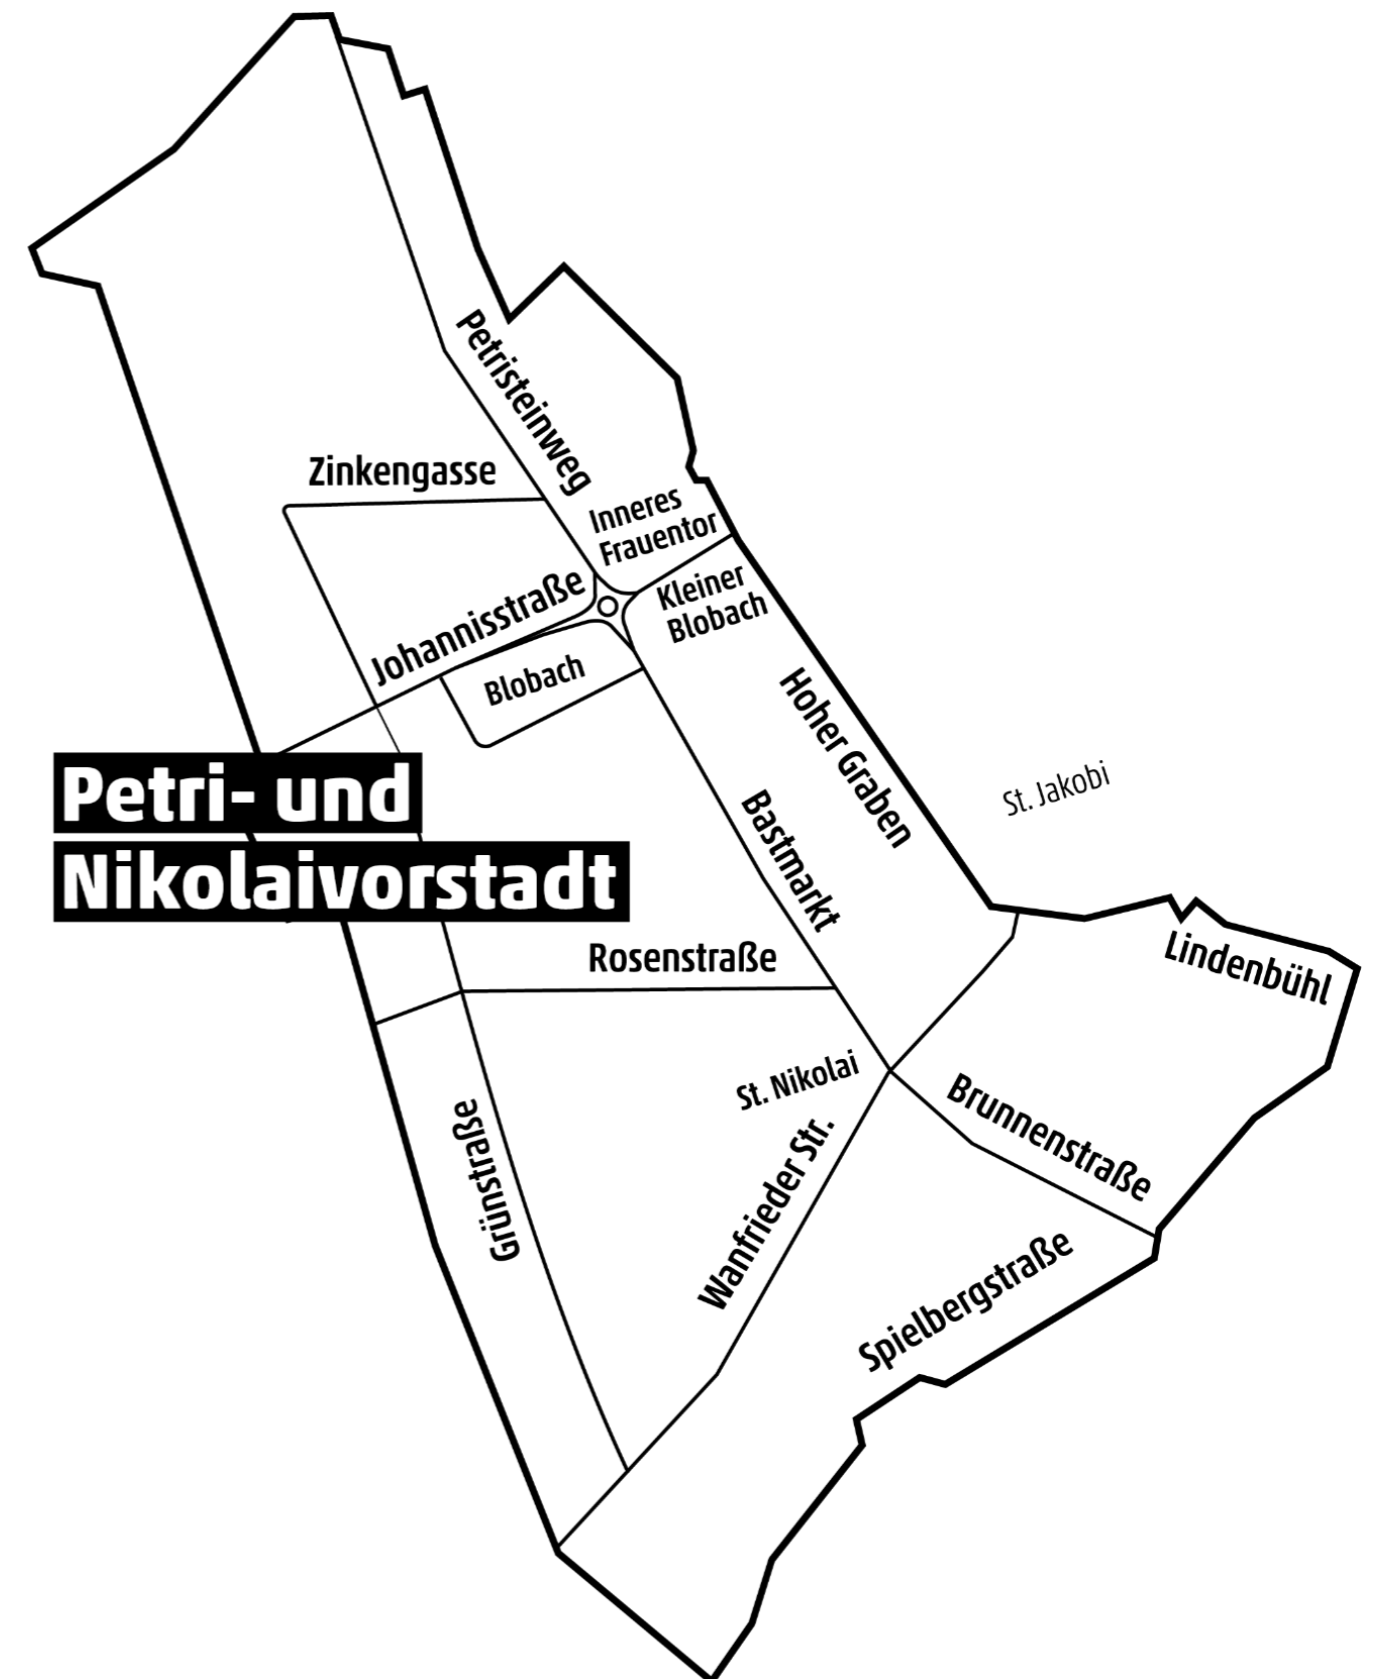 Petristeinweg
Zinkengasse
Inneres
Frauentor
Johannisstraße
Kleiner
Blobach
Blobach
Hoher Graben
Petri- und
Nikolaivorstadt
St. Jakobi
Bastmarkt
Rosenstraße
Lindenbühl
St. Nikolai
Brunnenstraße
Grünstraße
Wanfrieder Str.
Spielbergstraße